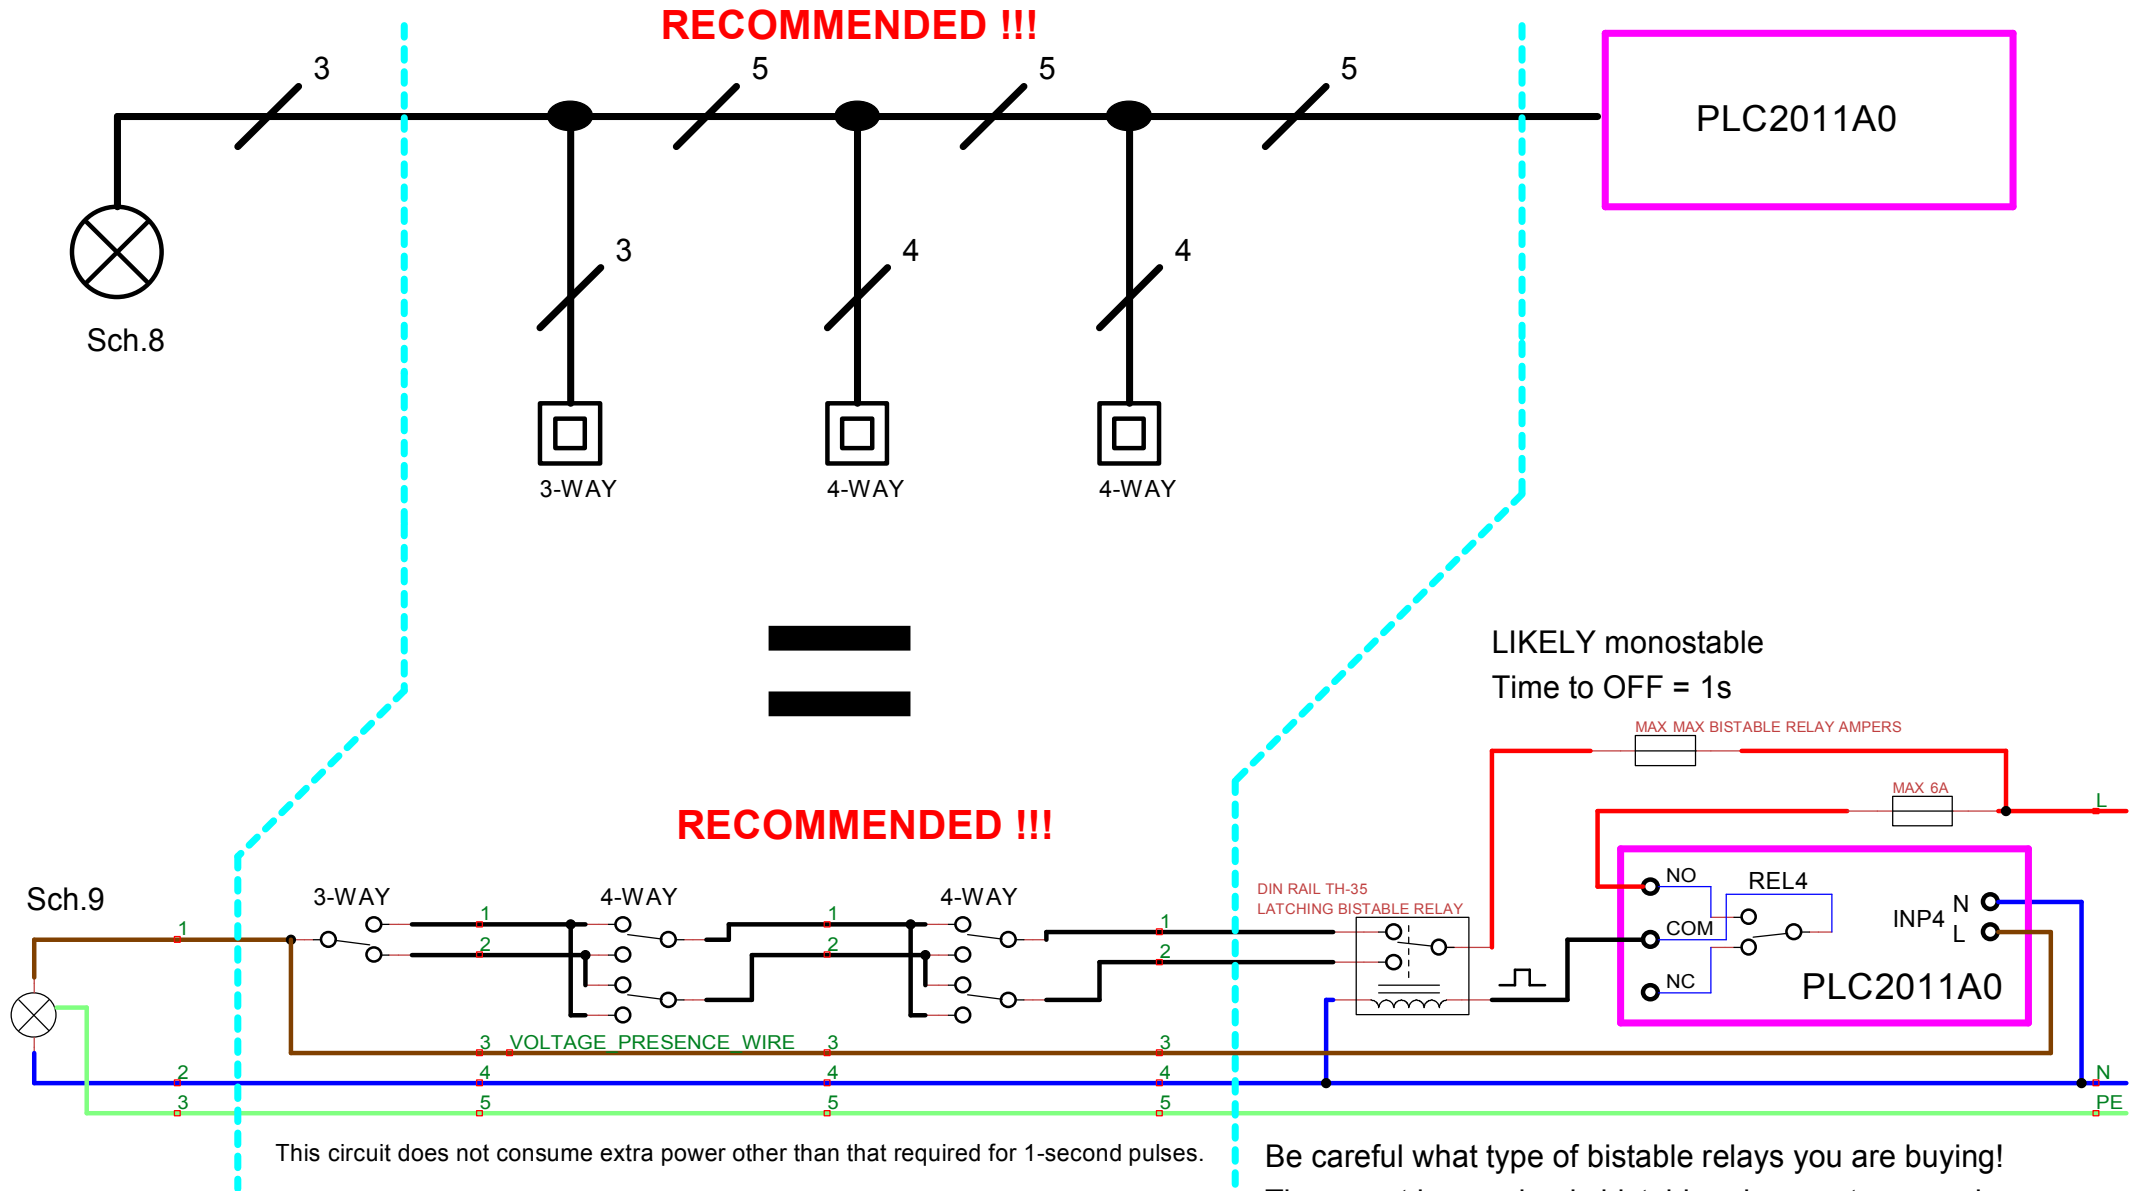 RECOMMENDED !!!
3
5
5
5
PLC2011A0
3
4
4
Sch.8
3-WAY
4-WAY
4-WAY
LIKELY monostable
Time to OFF = 1s
MAX MAX BISTABLE RELAY AMPERS
MAX 6A
L
RECOMMENDED !!!
Sch.9
3-WAY
4-WAY
4-WAY
DIN RAIL TH-35
LATCHING BISTABLE RELAY
NO
REL4
COM
INP4
N
L
NC
PLC2011A0
1
1
1
1
2
2
2
3
VOLTAGE_PRESENCE_WIRE
3
3
2
4
4
4
N
3
5
5
5
PE
This circuit does not consume extra power other than that required for 1-second pulses.
Be careful what type of bistable relays you are buying!